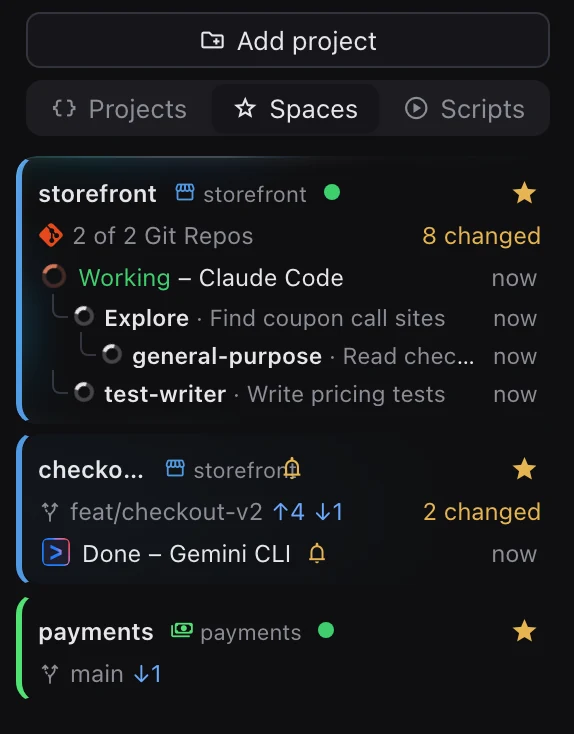 Add project
Projects Spaces Scripts
storefront storefront
2 of 2 Git Repos 8 changed
Working – Claude Code now
Explore · Find coupon call sites now
general-purpose · Read chec... now
test-writer · Write pricing tests now
checko... storefront
feat/checkout-v2 ↑4 ↓1 2 changed
Done – Gemini CLI now
payments payments
main ↓1